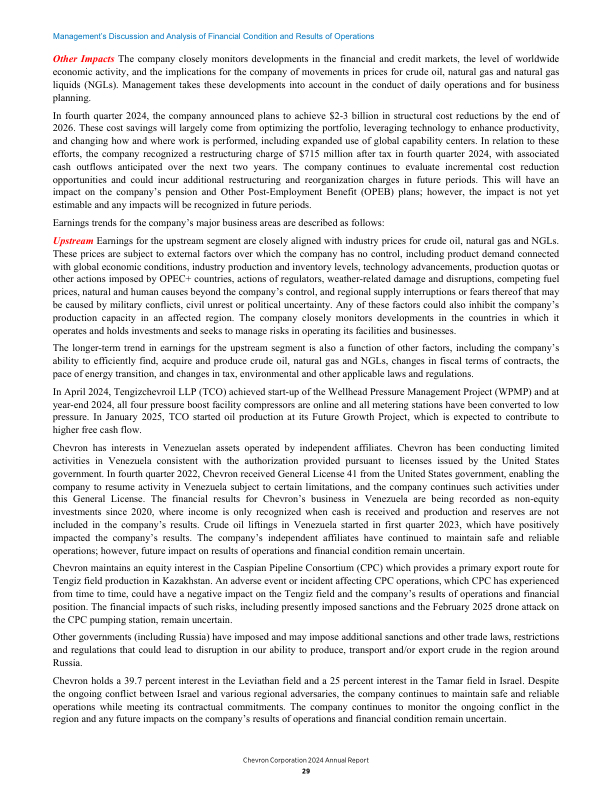 Management's Discussion and Analysis of Financial Condition and Results of Operations
Other Impacts The company closely monitors developments in the financial and credit markets, the level of worldwide
economic activity, and the implications for the company of movements in prices for crude oil, natural gas and natural gas
liquids (NGLs). Management takes these developments into account in the conduct of daily operations and for business
planning.
In fourth quarter 2024, the company announced plans to achieve $2-3 billion in structural cost reductions by the end of
2026. These cost savings will largely come from optimizing the portfolio, leveraging technology to enhance productivity,
and changing how and where work is performed, including expanded use of global capability centers. In relation to these
efforts, the company recognized a restructuring charge of $715 million after tax in fourth quarter 2024, with associated
cash outflows anticipated over the next two years. The company continues to evaluate incremental cost reduction
opportunities and could incur additional restructuring and reorganization charges in future periods. This will have an
impact on the company's pension and Other Post-Employment Benefit (OPEB) plans; however, the impact is not yet
estimable and any impacts will be recognized in future periods.
Earnings trends for the company's major business areas are described as follows:
Upstream Earnings for the upstream segment are closely aligned with industry prices for crude oil, natural gas and NGLs.
These prices are subject to external factors over which the company has no control, including product demand connected
with global economic conditions, industry production and inventory levels, technology advancements, production quotas or
other actions imposed by OPEC+ countries, actions of regulators, weather-related damage and disruptions, competing fuel
prices, natural and human causes beyond the company's control, and regional supply interruptions or fears thereof that may
be caused by military conflicts, civil unrest or political uncertainty. Any of these factors could also inhibit the company's
production capacity in an affected region. The company closely monitors developments in the countries in which it
operates and holds investments and seeks to manage risks in operating its facilities and businesses.
The longer-term trend in earnings for the upstream segment is also a function of other factors, including the company's
ability to efficiently find, acquire and produce crude oil, natural gas and NGLs, changes in fiscal terms of contracts, the
pace of energy transition, and changes in tax, environmental and other applicable laws and regulations.
In April 2024, Tengizchevroil LLP (TCO) achieved start-up of the Wellhead Pressure Management Project (WPMP) and at
year-end 2024, all four pressure boost facility compressors are online and all metering stations have been converted to low
pressure. In January 2025, TCO started oil production at its Future Growth Project, which is expected to contribute to
higher free cash flow.
Chevron has interests in Venezuelan assets operated by independent affiliates. Chevron has been conducting limited
activities in Venezuela consistent with the authorization provided pursuant to licenses issued by the United States
government. In fourth quarter 2022, Chevron received General License 41 from the United States government, enabling the
company to resume activity in Venezuela subject to certain limitations, and the company continues such activities under
this General License. The financial results for Chevron's business in Venezuela are being recorded as non-equity
investments since 2020, where income is only recognized when cash is received and production and reserves are not
included in the company's results. Crude oil liftings in Venezuela started in first quarter 2023, which have positively
impacted the company's results. The company's independent affiliates have continued to maintain safe and reliable
operations; however, future impact on results of operations and financial condition remain uncertain.
Chevron maintains an equity interest in the Caspian Pipeline Consortium (CPC) which provides a primary export route for
Tengiz field production in Kazakhstan. An adverse event or incident affecting CPC operations, which CPC has experienced
from time to time, could have a negative impact on the Tengiz field and the company's results of operations and financial
position. The financial impacts of such risks, including presently imposed sanctions and the February 2025 drone attack on
the CPC pumping station, remain uncertain.
Other governments (including Russia) have imposed and may impose additional sanctions and other trade laws, restrictions
and regulations that could lead to disruption in our ability to produce, transport and/or export crude in the region around
Russia.
Chevron holds a 39.7 percent interest in the Leviathan field and a 25 percent interest in the Tamar field in Israel. Despite
the ongoing conflict between Israel and various regional adversaries, the company continues to maintain safe and reliable
operations while meeting its contractual commitments. The company continues to monitor the ongoing conflict in the
region and any future impacts on the company's results of operations and financial condition remain uncertain.
Chevron Corporation 2024 Annual Report
29